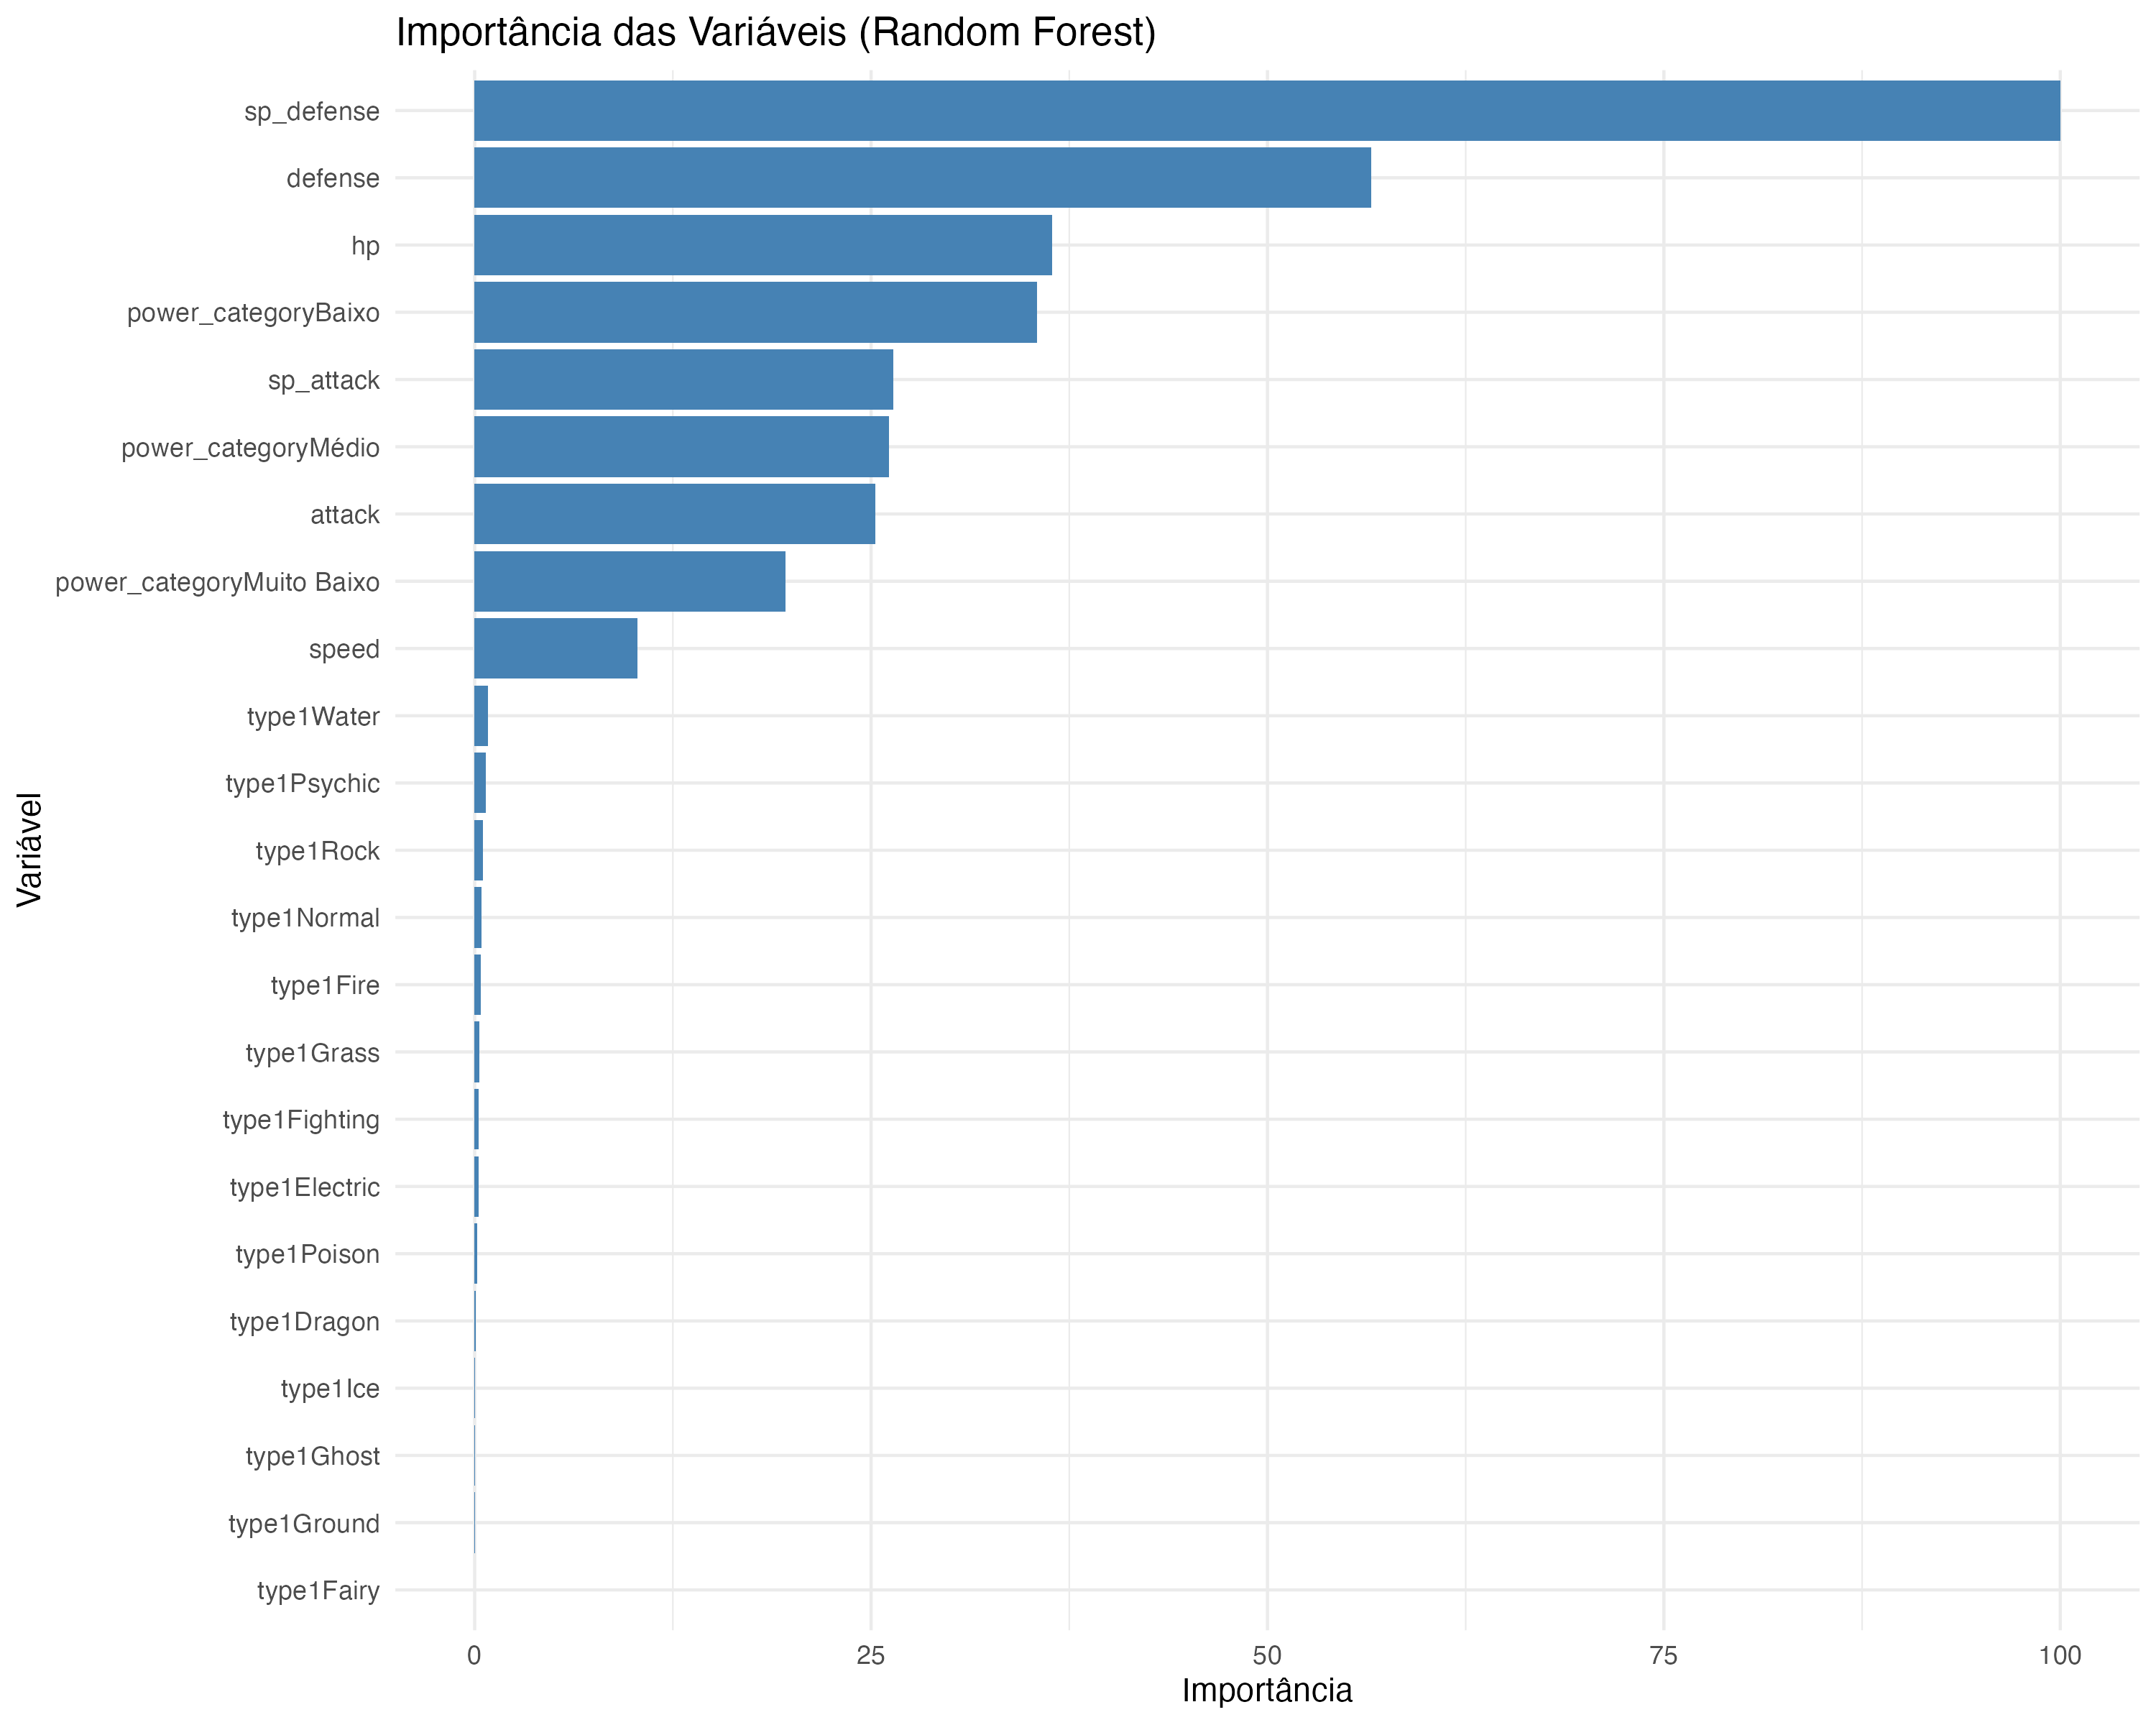 Importância das Variáveis (Random Forest)
sp_defense
defense
hp
power_categoryBaixo
sp_attack
power_categoryMédio
attack
power_categoryMuito Baixo
speed
type1Water
type1Psychic
type1Rock
type1Normal
type1Fire
type1Grass
type1Fighting
type1Electric
type1Poison
type1Dragon
type1Ice
type1Ghost
type1Ground
type1Fairy
Variável
0 25 50 75 100
Importância